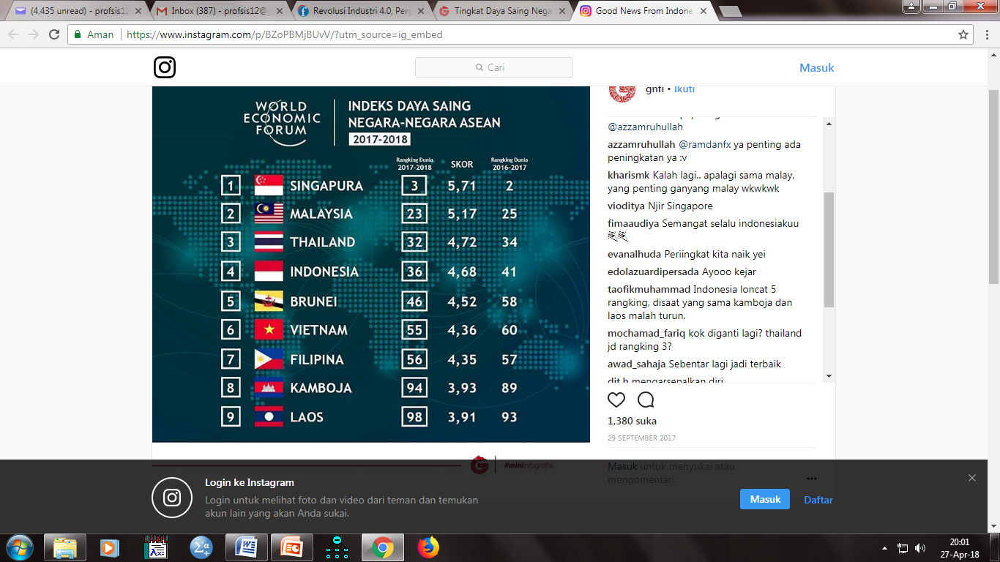 (4,435 unread) - profsis12
Inbox (387) - profsis12@g
Revolusi Industri 4.0, Perg
Tingkat Daya Saing Nega
Good News From Indone
Aman
https://www.instagram.com/p/BZoPBMjBUvV/?utm_source=ig_embed
Cari
Masuk
WORLD
ECONOMIC
FORUM
INDEKS DAYA SAING
NEGARA-NEGARA ASEAN
2017-2018
Rangking Dunia
2017-2018
SKOR
Rangking Dunia
2016-2017
1 SINGAPURA 3 5,71 2
2 MALAYSIA 23 5,17 25
3 THAILAND 32 4,72 34
4 INDONESIA 36 4,68 41
5 BRUNEI 46 4,52 58
6 VIETNAM 55 4,36 60
7 FILIPINA 56 4,35 57
8 KAMBOJA 94 3,93 89
9 LAOS 98 3,91 93
#miniinfografis
gnfi • Ikuti
@azzamruhullah
azzamruhullah @ramdanfx ya penting ada
peningkatan ya :v
kharismk Kalah lagi.. apalagi sama malay,
yang penting ganyang malay wkwkwk
vioditya Njir Singapore
fimaaudiya Semangat selalu indonesiakuu
evanalhuda Periingkat kita naik yei
edolazuardipersada Ayooo kejar
taofikmuhammad Indonesia loncat 5
rangking, disaat yang sama kamboja dan
laos malah turun.
mochamad_fariq kok diganti lagi? thailand
jd rangking 3?
awad_sahaja Sebentar lagi jadi terbaik
mengarsenalkan diri
1,380 suka
29 SEPTEMBER 2017
Masuk untuk menyukai atau
mengomentari.
Login ke Instagram
Login untuk melihat foto dan video dari teman dan temukan
akun lain yang akan Anda sukai.
Masuk
Daftar
20:01
27-Apr-18